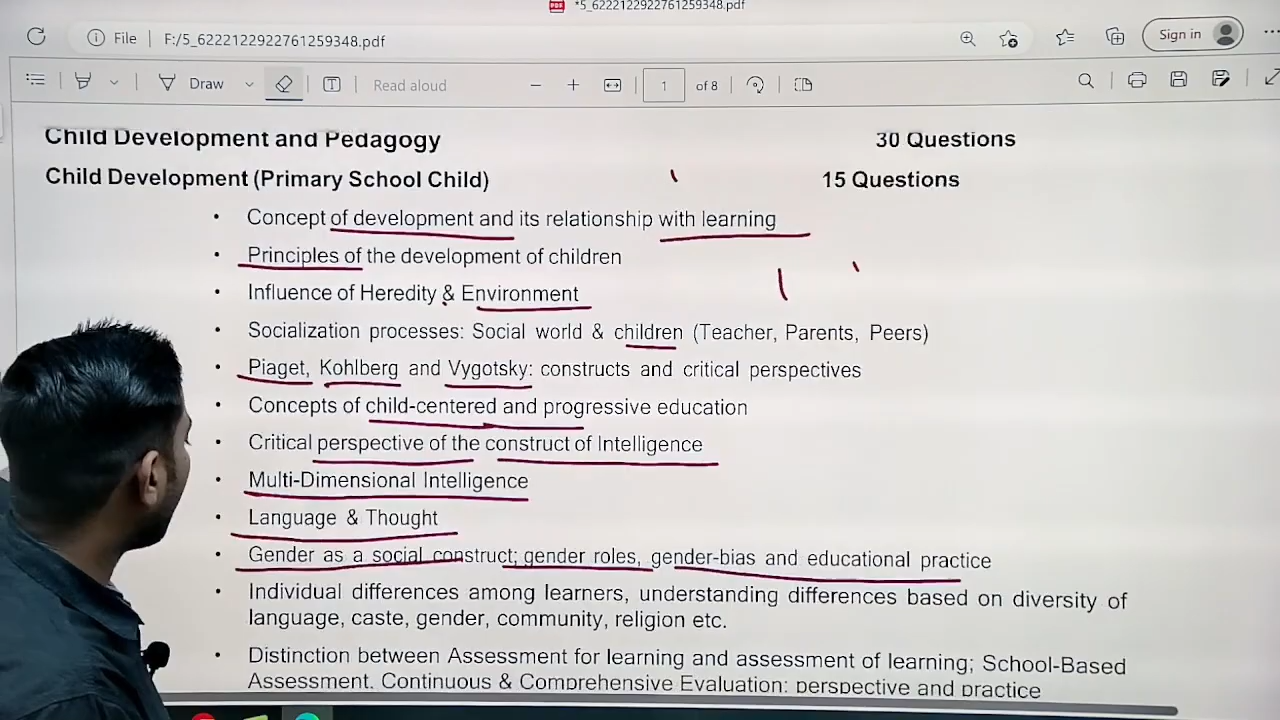 *5_6222122922761259348.pdf
File F:/5_6222122922761259348.pdf Sign in
Draw Read aloud 1 of 8
Child Development and Pedagogy 30 Questions
Child Development (Primary School Child) 15 Questions
• Concept of development and its relationship with learning
• Principles of the development of children
• Influence of Heredity & Environment
• Socialization processes: Social world & children (Teacher, Parents, Peers)
• Piaget, Kohlberg and Vygotsky: constructs and critical perspectives
• Concepts of child-centered and progressive education
• Critical perspective of the construct of Intelligence
• Multi-Dimensional Intelligence
• Language & Thought
• Gender as a social construct; gender roles, gender-bias and educational practice
• Individual differences among learners, understanding differences based on diversity of
language, caste, gender, community, religion etc.
• Distinction between Assessment for learning and assessment of learning; School-Based
Assessment, Continuous & Comprehensive Evaluation: perspective and practice